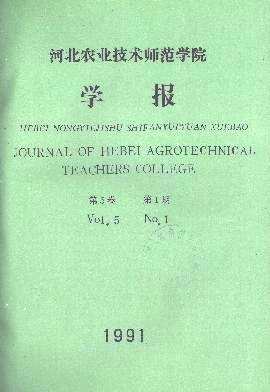 河北农业技术师范学院
学 报
HEBEI NONGYEJISHU SHIFANXUEYUAN XUEBAO
JOURNAL OF HEBEI AGROTECHNICAL
TEACHERS COLLEGE
第5卷 第1期
Vol. 5 No. 1
1991